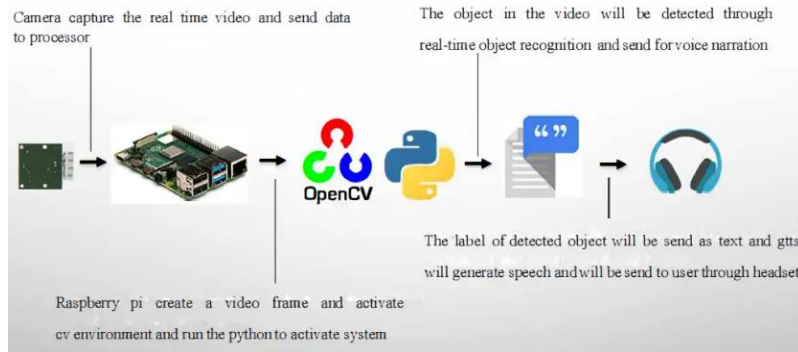 Camera capture the real time video and send data
to processor
The object in the video will be detected through
real-time object recognition and send for voice narration
OpenCV
“ ”
The label of detected object will be send as text and gtts
will generate speech and will be send to user through headset
Raspberry pi create a video frame and activate
cv environment and run the python to activate system